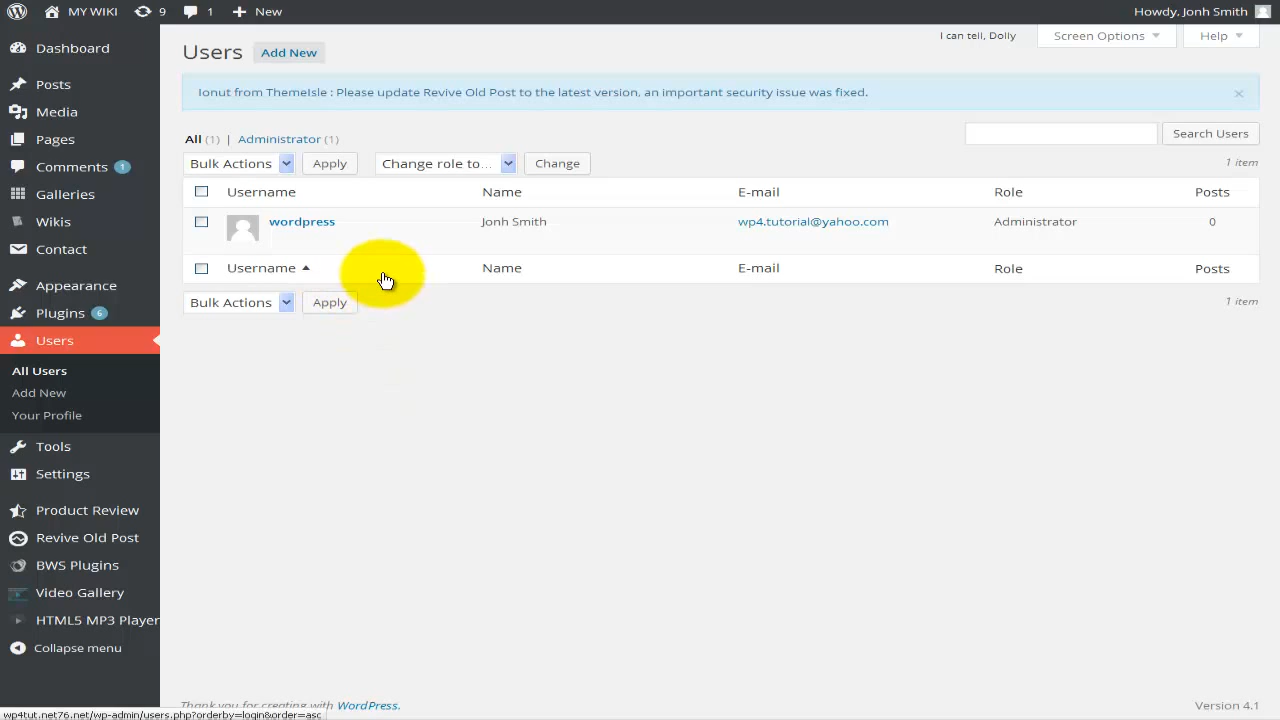 MY WIKI 9 1 New Howdy, Jonh Smith
Dashboard
Posts
Media
Pages
Comments 1
Galleries
Wikis
Contact
Appearance
Plugins 6
Users
All Users
Add New
Your Profile
Tools
Settings
Product Review
Revive Old Post
BWS Plugins
Video Gallery
HTML5 MP3 Player
Collapse menu
I can tell, Dolly Screen Options Help
Users Add New
Ionut from ThemeIsle : Please update Revive Old Post to the latest version, an important security issue was fixed. ×
All (1) | Administrator (1) Search Users
Bulk Actions Apply Change role to... Change 1 item
Username Name E-mail Role Posts
wordpress Jonh Smith wp4.tutorial@yahoo.com Administrator 0
Username Name E-mail Role Posts
Bulk Actions Apply 1 item
Thank you for creating with WordPress. Version 4.1
wp4tut.net76.net/wp-admin/users.php?orderby=login&order=asc